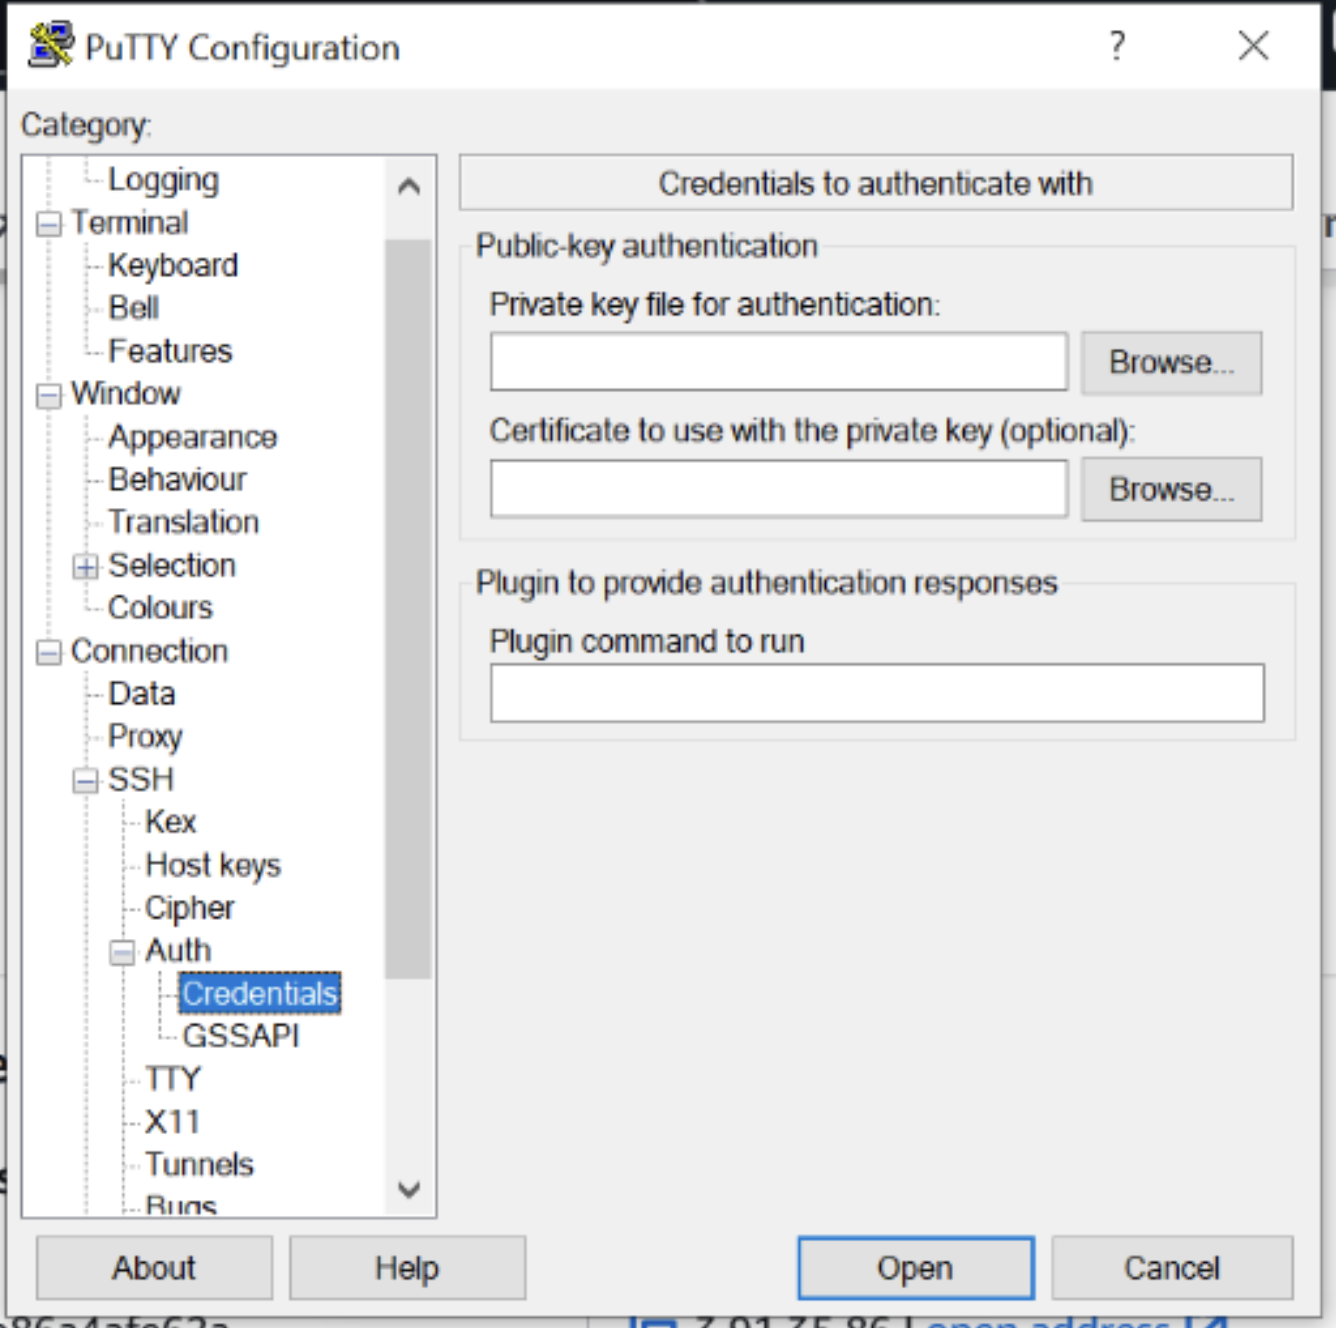 PuTTY Configuration
?
Category:
Logging
Terminal
Keyboard
Bell
Features
Window
Appearance
Behaviour
Translation
Selection
Colours
Connection
Data
Proxy
SSH
Kex
Host keys
Cipher
Auth
Credentials
GSSAPI
TTY
X11
Tunnels
Bugs
Credentials to authenticate with
Public-key authentication
Private key file for authentication:
Browse...
Certificate to use with the private key (optional):
Browse...
Plugin to provide authentication responses
Plugin command to run
About
Help
Open
Cancel
open address